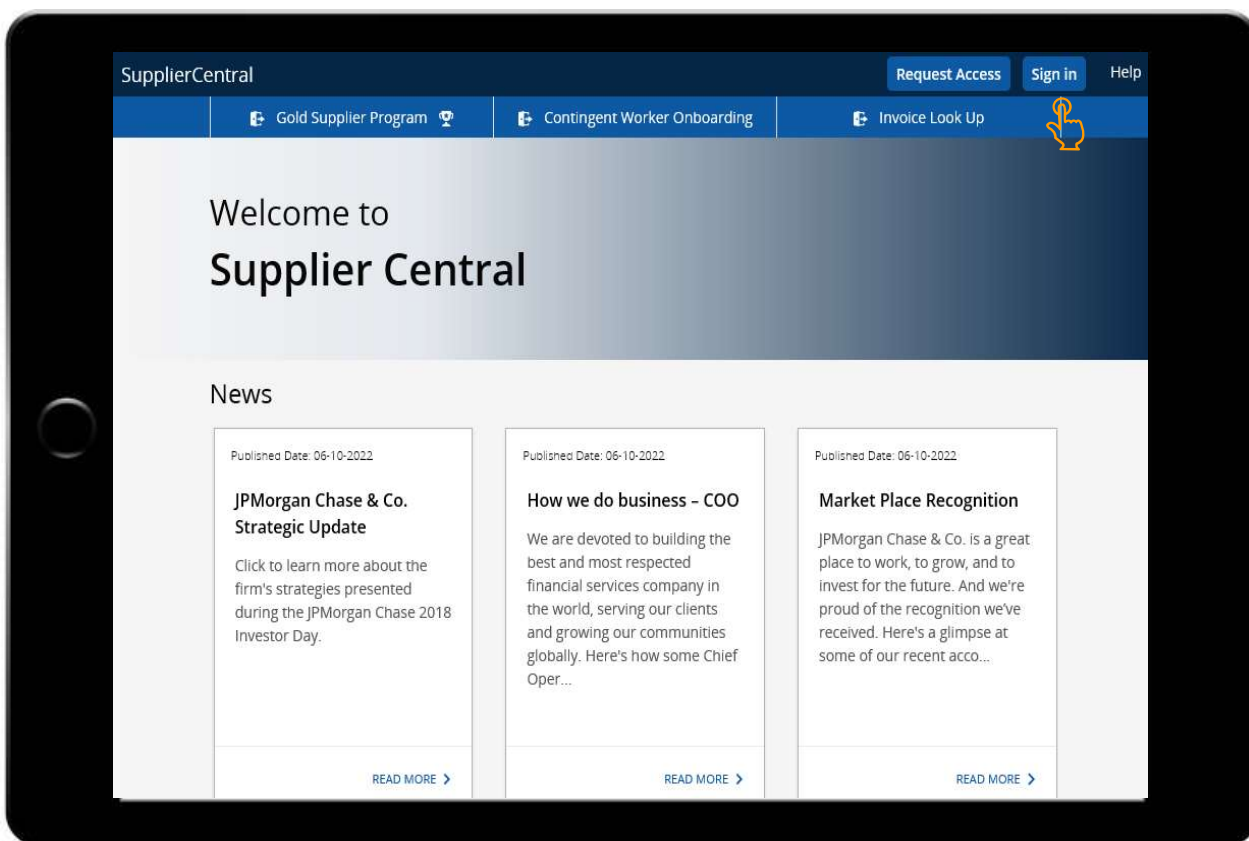 SupplierCentral
Request Access
Sign in
Help
Gold Supplier Program
Contingent Worker Onboarding
Invoice Look Up
Welcome to
Supplier Central
News
Published Date: 06-10-2022
JPMorgan Chase & Co.
Strategic Update
Click to learn more about the
firm's strategies presented
during the JPMorgan Chase 2018
Investor Day.
READ MORE
Published Date: 06-10-2022
How we do business – COO
We are devoted to building the
best and most respected
financial services company in
the world, serving our clients
and growing our communities
globally. Here's how some Chief
Oper...
READ MORE
Published Date: 06-10-2022
Market Place Recognition
JPMorgan Chase & Co. is a great
place to work, to grow, and to
invest for the future. And we're
proud of the recognition we've
received. Here's a glimpse at
some of our recent acco...
READ MORE